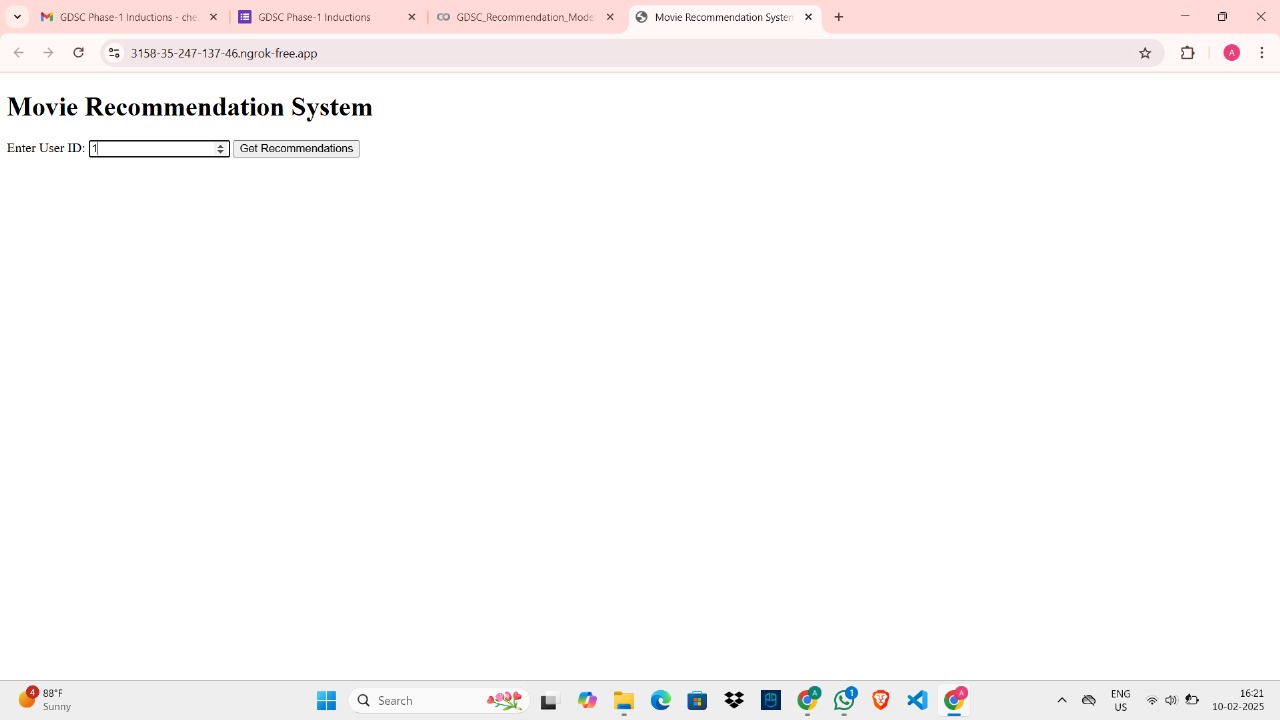 GDSC Phase-1 Inductions - che
GDSC Phase-1 Inductions
GDSC_Recommendation_Mode
Movie Recommendation System
3158-35-247-137-46.ngrok-free.app
A
Movie Recommendation System
Enter User ID: 1 Get Recommendations
4
88°F
Sunny
Search
A
1
A
ENG
US
16:21
10-02-2025